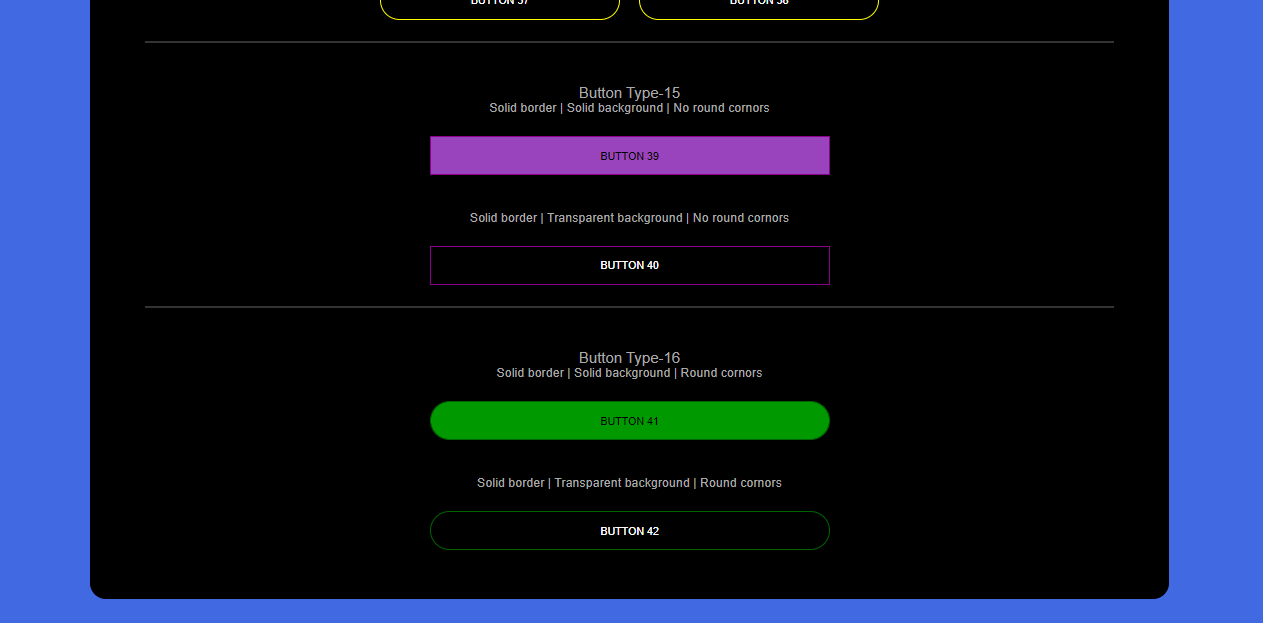 BUTTON 37 BUTTON 38
Button Type-15
Solid border | Solid background | No round cornors
BUTTON 39
Solid border | Transparent background | No round cornors
BUTTON 40
Button Type-16
Solid border | Solid background | Round cornors
BUTTON 41
Solid border | Transparent background | Round cornors
BUTTON 42